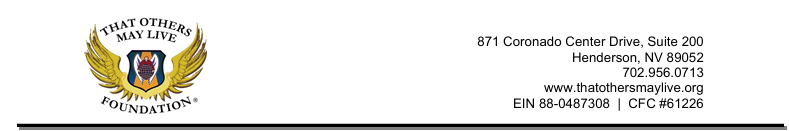 THAT OTHERS
MAY LIVE
FOUNDATION®
871 Coronado Center Drive, Suite 200
Henderson, NV 89052
702.956.0713
www.thatothersmaylive.org
EIN 88-0487308 | CFC #61226